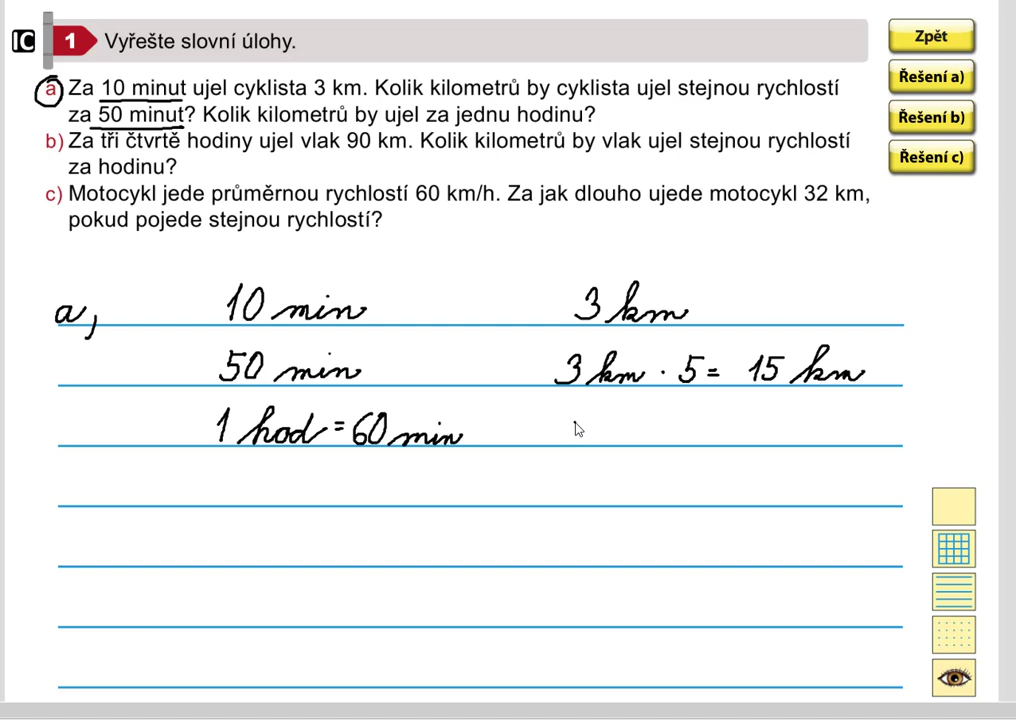 IC 1 Vyřešte slovní úlohy.
Zpět
Řešení a)
Řešení b)
Řešení c)
a) Za 10 minut ujel cyklista 3 km. Kolik kilometrů by cyklista ujel stejnou rychlostí
za 50 minut? Kolik kilometrů by ujel za jednu hodinu?
b) Za tři čtvrtě hodiny ujel vlak 90 km. Kolik kilometrů by vlak ujel stejnou rychlostí
za hodinu?
c) Motocykl jede průměrnou rychlostí 60 km/h. Za jak dlouho ujede motocykl 32 km,
pokud pojede stejnou rychlostí?
a, 10 min 3 km
50 min 3 km · 5 = 15 km
1 hod = 60 min